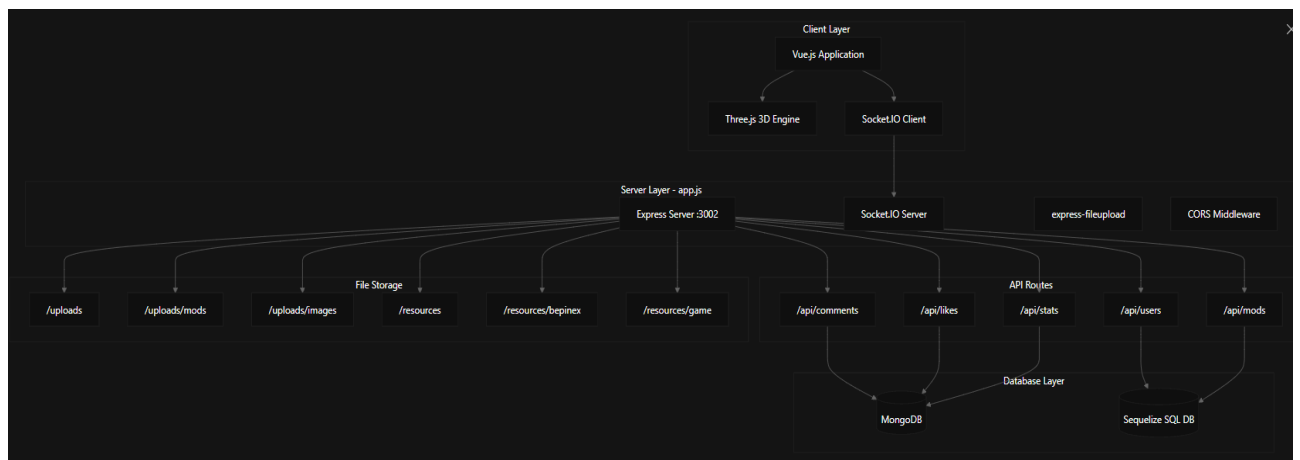 Client Layer
Vue.js Application
Three.js 3D Engine
Socket.IO Client
Server Layer - app.js
Express Server :3002
Socket.IO Server
express-fileupload
CORS Middleware
File Storage
/uploads
/uploads/mods
/uploads/images
/resources
/resources/bepinex
/resources/game
API Routes
/api/comments
/api/likes
/api/stats
/api/users
/api/mods
Database Layer
MongoDB
Sequelize SQL DB